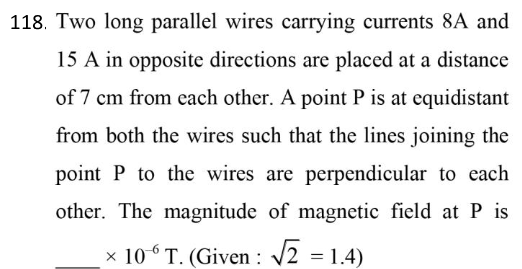 118. Two long parallel wires carrying currents 8A and
15 A in opposite directions are placed at a distance
of 7 cm from each other. A point P is at equidistant
from both the wires such that the lines joining the
point P to the wires are perpendicular to each
other. The magnitude of magnetic field at P is
____ × 10⁻⁶ T. (Given : √2 = 1.4)